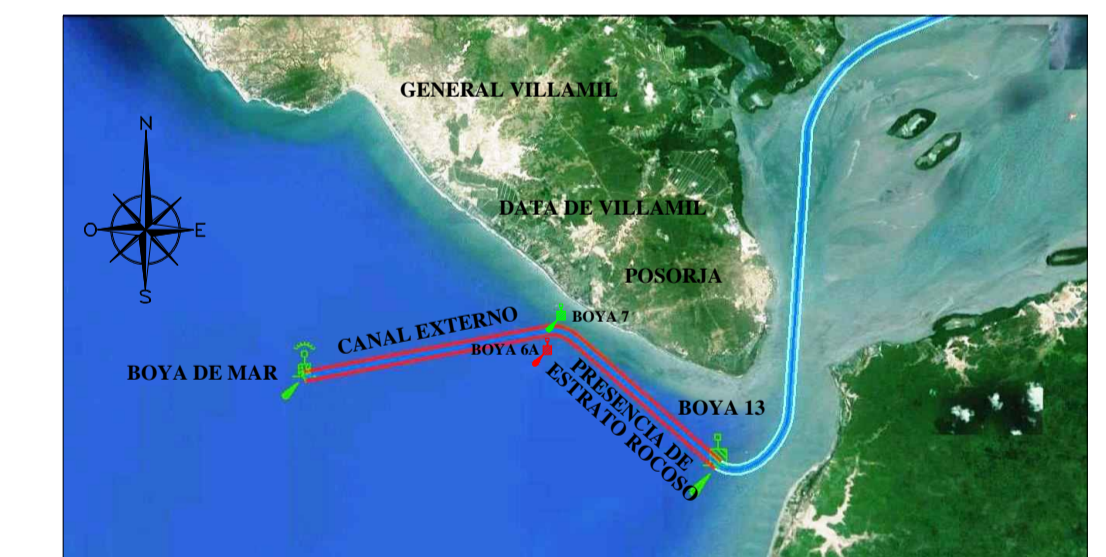 GENERAL VILLAMIL
N
DATA DE VILLAMIL
O
E
POSORJA
S
BOYA 7
CANAL EXTERNO
BOYA 6A
BOYA DE MAR
PRESENCIA DE
ESTRATO ROCOSO
BOYA 13